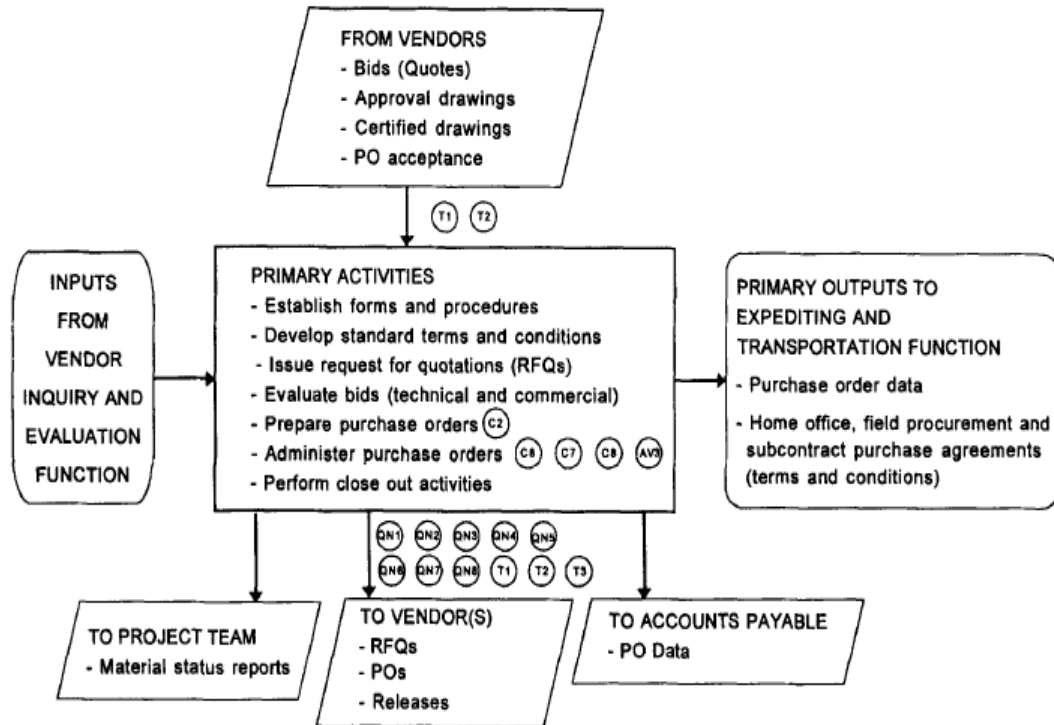 FROM VENDORS
- Bids (Quotes)
- Approval drawings
- Certified drawings
- PO acceptance
T1 T2
INPUTS
FROM
VENDOR
INQUIRY AND
EVALUATION
FUNCTION
PRIMARY ACTIVITIES
- Establish forms and procedures
- Develop standard terms and conditions
- Issue request for quotations (RFQs)
- Evaluate bids (technical and commercial)
- Prepare purchase orders C2
- Administer purchase orders C6 C7 C8 AV3
- Perform close out activities
PRIMARY OUTPUTS TO
EXPEDITING AND
TRANSPORTATION FUNCTION
- Purchase order data
- Home office, field procurement and
subcontract purchase agreements
(terms and conditions)
QN1 QN2 QN3 QN4 QN5
QN6 QN7 QN8 T1 T2 T3
TO PROJECT TEAM
- Material status reports
TO VENDOR(S)
- RFQs
- POs
- Releases
TO ACCOUNTS PAYABLE
- PO Data